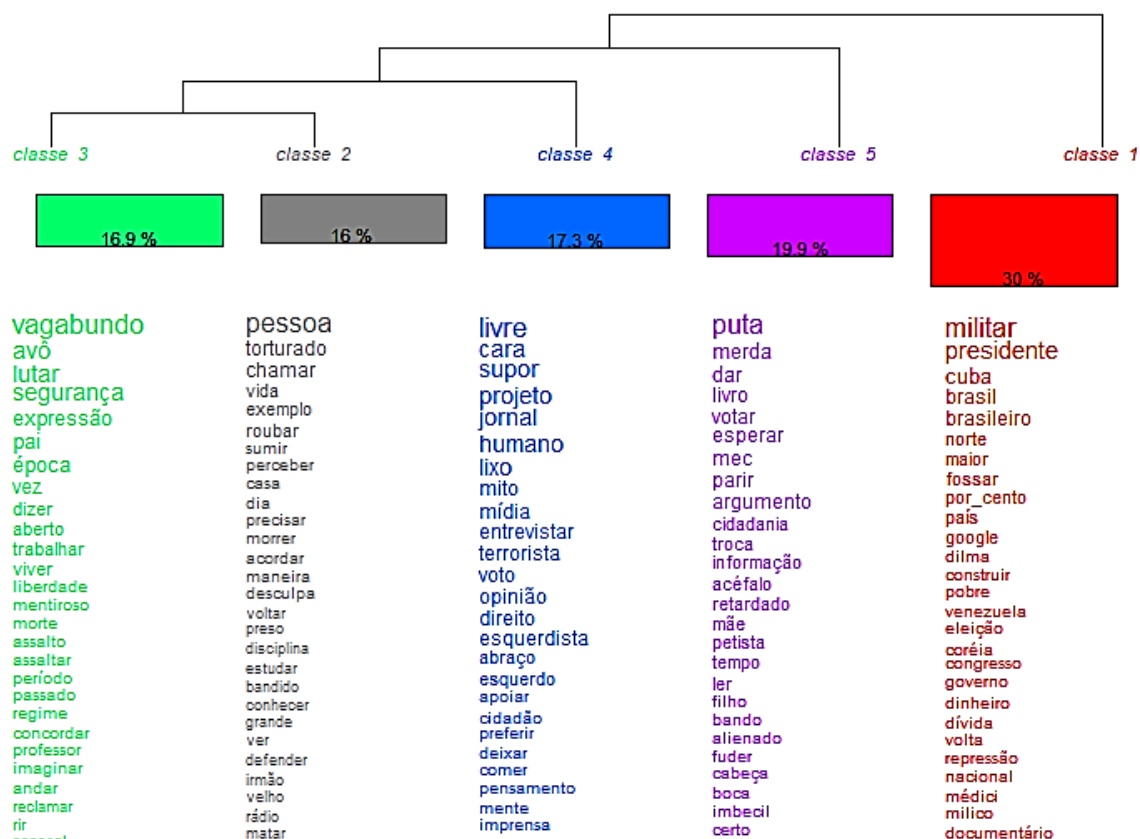 classe 3
classe 2
classe 4
classe 5
classe 1
16.9 %
16 %
17.3 %
19.9 %
30 %
vagabundo
avô
lutar
segurança
expressão
pai
época
vez
dizer
aberto
trabalhar
viver
liberdade
mentiroso
morte
assalto
assaltar
período
passado
regime
concordar
professor
imaginar
andar
reclamar
rir
pessoa
torturado
chamar
vida
exemplo
roubar
sumir
perceber
casa
dia
precisar
morrer
acordar
maneira
desculpa
voltar
preso
disciplina
estudar
bandido
conhecer
grande
ver
defender
irmão
velho
rádio
matar
livre
cara
supor
projeto
jornal
humano
lixo
mito
mídia
entrevistar
terrorista
voto
opinião
direito
esquerdista
abraço
esquerdo
apoiar
cidadão
preferir
deixar
comer
pensamento
mente
imprensa
puta
merda
dar
livro
votar
esperar
mec
parir
argumento
cidadania
troca
informação
acéfalo
retardado
mãe
petista
tempo
ler
filho
bando
alienado
fuder
cabeça
boca
imbecil
certo
militar
presidente
cuba
brasil
brasileiro
norte
maior
fossar
por_cento
país
google
dilma
construir
pobre
venezuela
eleição
coréia
congresso
governo
dinheiro
dívida
volta
repressão
nacional
médici
milico
documentário